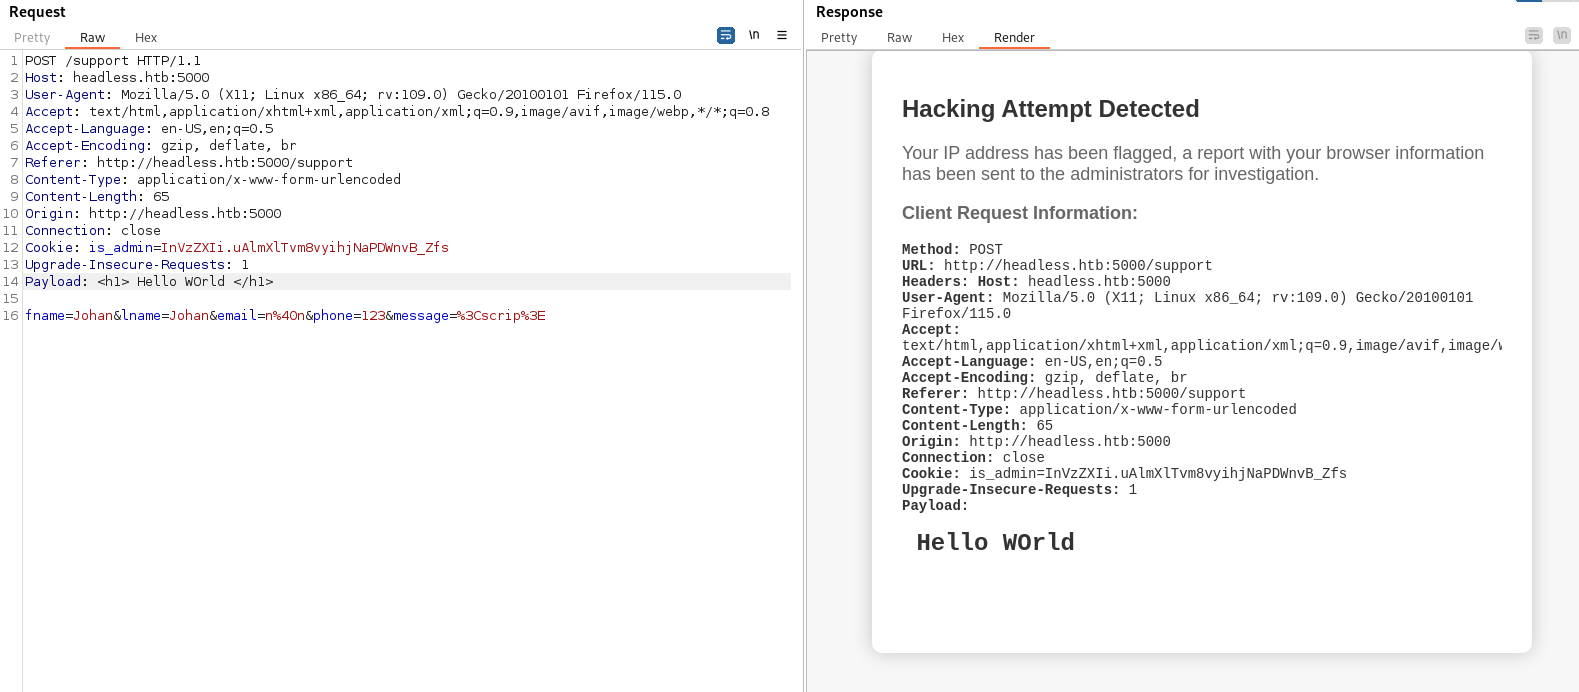 Request
Pretty Raw Hex \n
1 POST /support HTTP/1.1
2 Host: headless.htb:5000
3 User-Agent: Mozilla/5.0 (X11; Linux x86_64; rv:109.0) Gecko/20100101 Firefox/115.0
4 Accept: text/html,application/xhtml+xml,application/xml;q=0.9,image/avif,image/webp,*/*;q=0.8
5 Accept-Language: en-US,en;q=0.5
6 Accept-Encoding: gzip, deflate, br
7 Referer: http://headless.htb:5000/support
8 Content-Type: application/x-www-form-urlencoded
9 Content-Length: 65
10 Origin: http://headless.htb:5000
11 Connection: close
12 Cookie: is_admin=InVzZXIi.uAlmXlTvm8vyihjNaPDWnvB_Zfs
13 Upgrade-Insecure-Requests: 1
14 Payload: <h1> Hello WOrld </h1>
15
16 fname=Johan&lname=Johan&email=n%40n&phone=123&message=%3Cscrip%3E
Response
Pretty Raw Hex Render \n
Hacking Attempt Detected
Your IP address has been flagged, a report with your browser information
has been sent to the administrators for investigation.
Client Request Information:
Method: POST
URL: http://headless.htb:5000/support
Headers: Host: headless.htb:5000
User-Agent: Mozilla/5.0 (X11; Linux x86_64; rv:109.0) Gecko/20100101
Firefox/115.0
Accept:
text/html,application/xhtml+xml,application/xml;q=0.9,image/avif,image/w
Accept-Language: en-US,en;q=0.5
Accept-Encoding: gzip, deflate, br
Referer: http://headless.htb:5000/support
Content-Type: application/x-www-form-urlencoded
Content-Length: 65
Origin: http://headless.htb:5000
Connection: close
Cookie: is_admin=InVzZXIi.uAlmXlTvm8vyihjNaPDWnvB_Zfs
Upgrade-Insecure-Requests: 1
Payload:
Hello WOrld